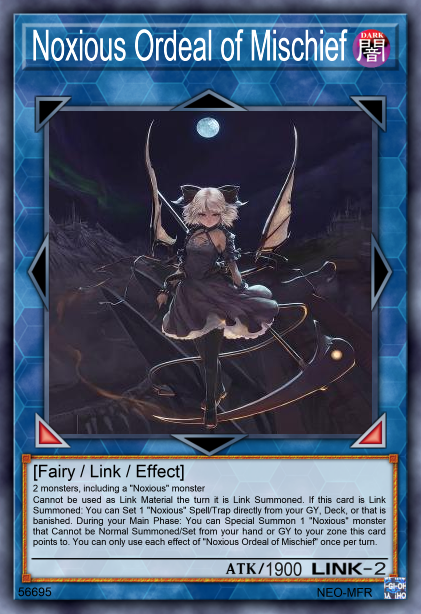 Noxious Ordeal of Mischief
DARK
闇
[Fairy / Link / Effect]
2 monsters, including a "Noxious" monster
Cannot be used as Link Material the turn it is Link Summoned. If this card is Link
Summoned: You can Set 1 "Noxious" Spell/Trap directly from your GY, Deck, or that is
banished. During your Main Phase: You can Special Summon 1 "Noxious" monster
that Cannot be Normal Summoned/Set from your hand or GY to your zone this card
points to. You can only use each effect of "Noxious Ordeal of Mischief" once per turn.
ATK/1900 LINK-2
56695
NEO-MFR